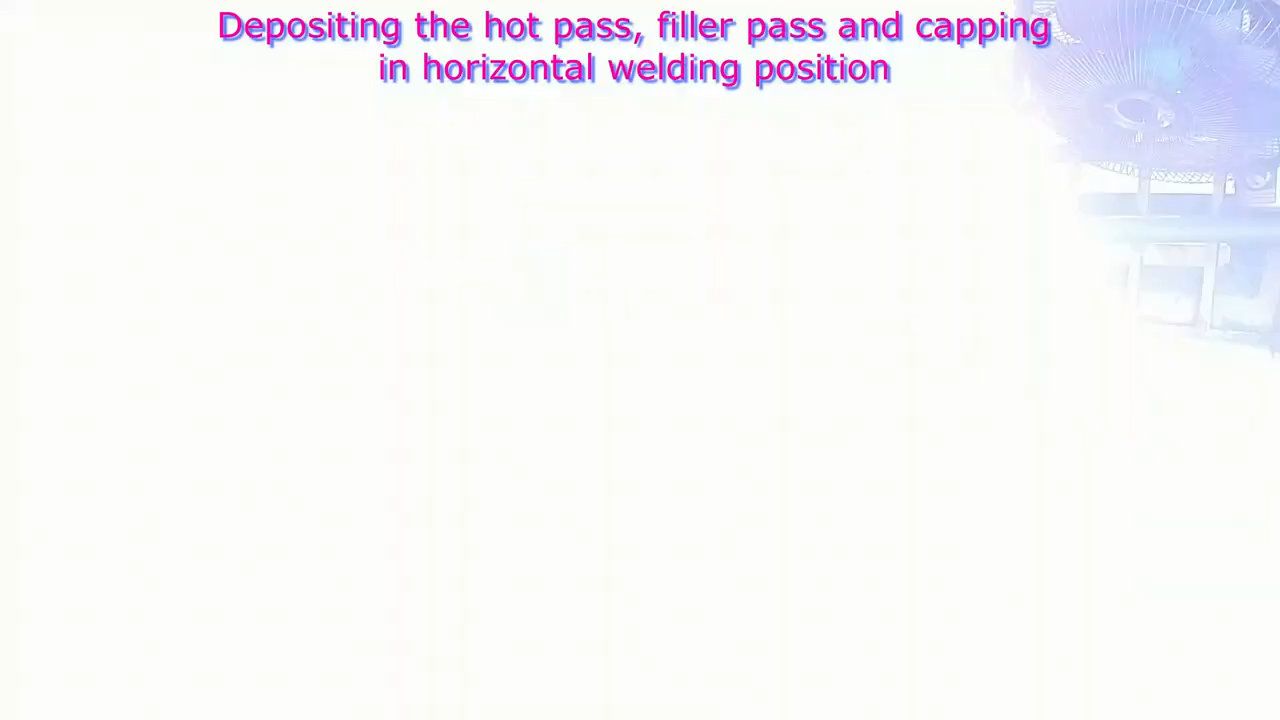 Depositing the hot pass, filler pass and capping
in horizontal welding position